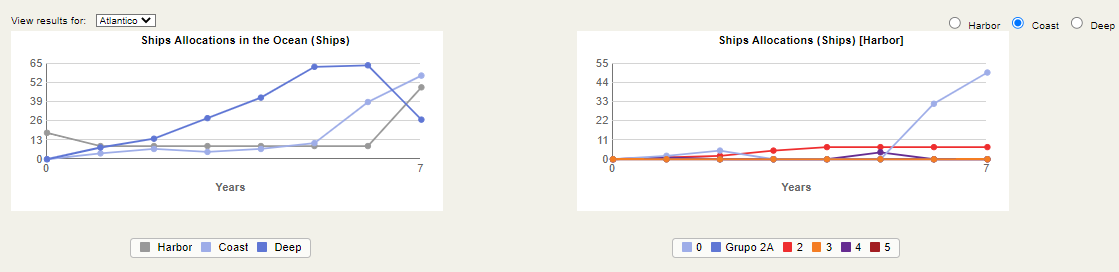 View results for: Atlantico
Harbor Coast Deep
Ships Allocations in the Ocean (Ships)
65
52
39
26
13
0
0 7
Years
Harbor Coast Deep
Ships Allocations (Ships) [Harbor]
55
44
33
22
11
0
0 7
Years
0 Grupo 2A 2 3 4 5